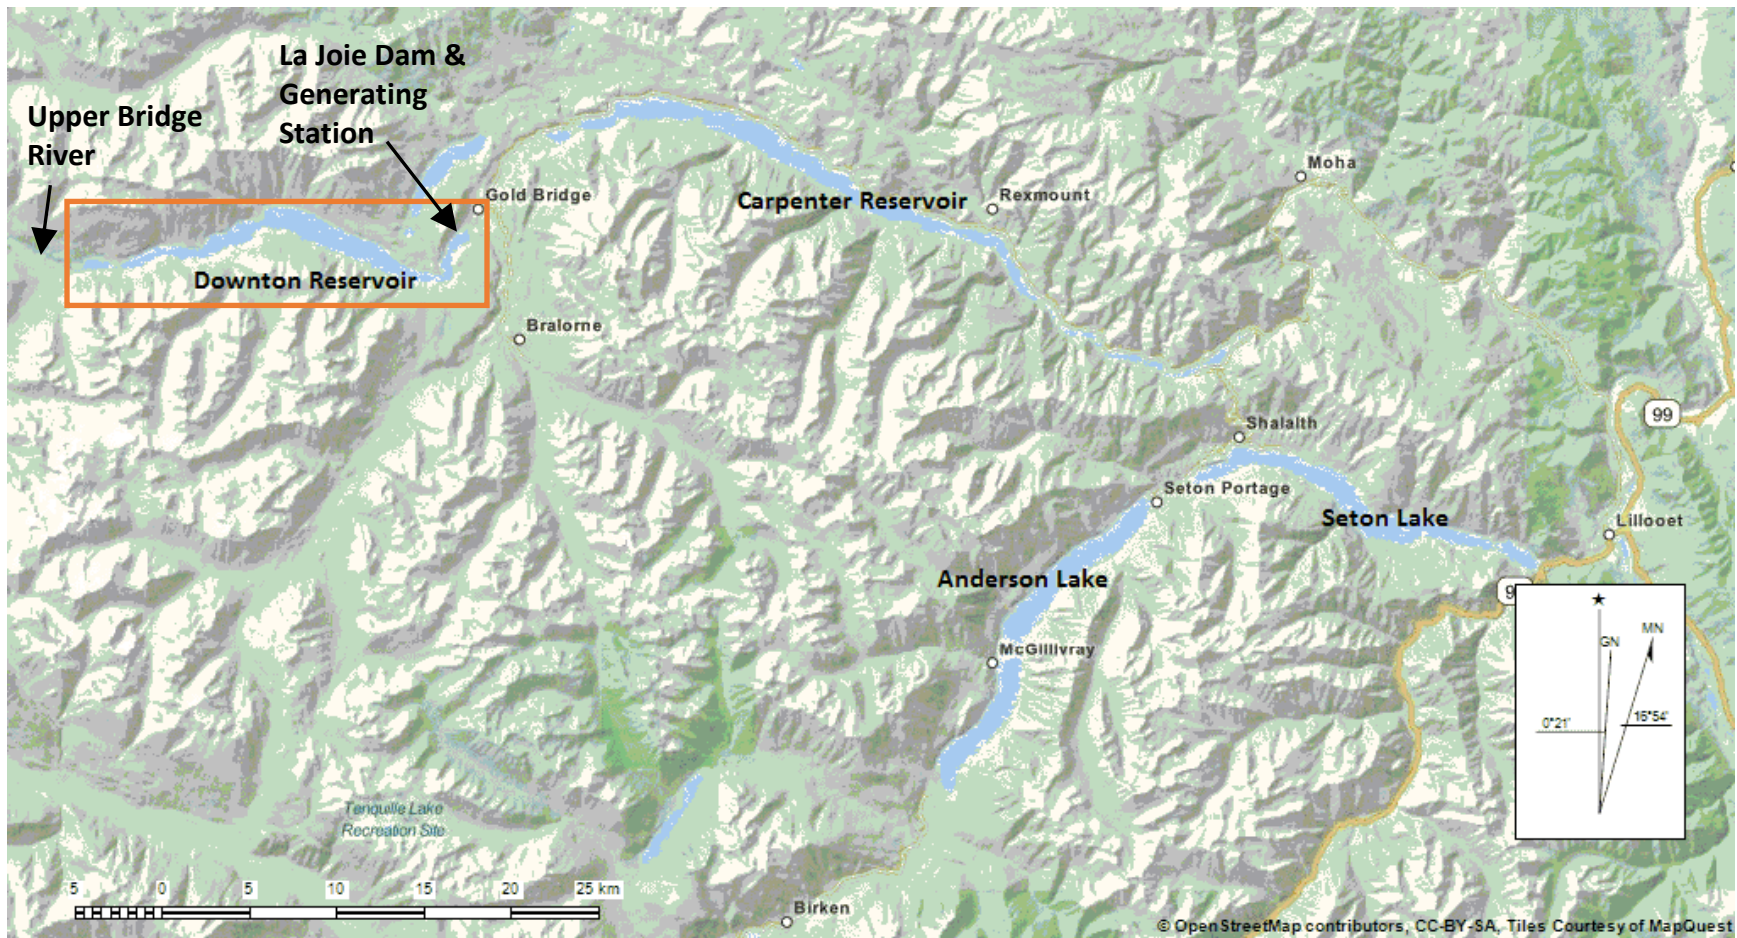 La Joie Dam &
Generating
Station
Upper Bridge
River
Gold Bridge
Carpenter Reservoir
Rexmount
Moha
Downton Reservoir
Bralorne
99
Shalalth
Seton Portage
Seton Lake
Lillooet
Anderson Lake
9
McGillivray
GN
MN
0°21'
16°54'
Tenquille Lake
Recreation Site
5 0 5 10 15 20 25 km
Birken
© OpenStreetMap contributors, CC-BY-SA, Tiles Courtesy of MapQuest